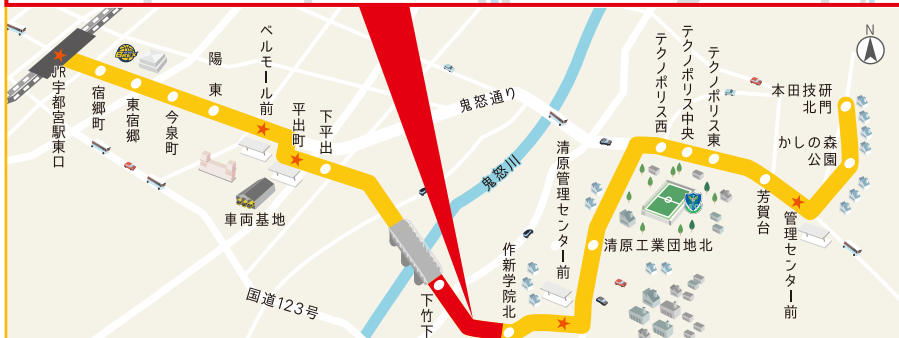 JR宇都宮駅東口
宿郷町
東宿郷
今泉町
陽東
ベルモール前
平出町
下平出
車両基地
国道123号
鬼怒通り
鬼怒川
下竹下
作新学院北
清原管理センター前
清原工業団地北
テクノポリス西
テクノポリス中央
テクノポリス東
芳賀台
管理センター前
かしの森
公園
本田技研
北門
N